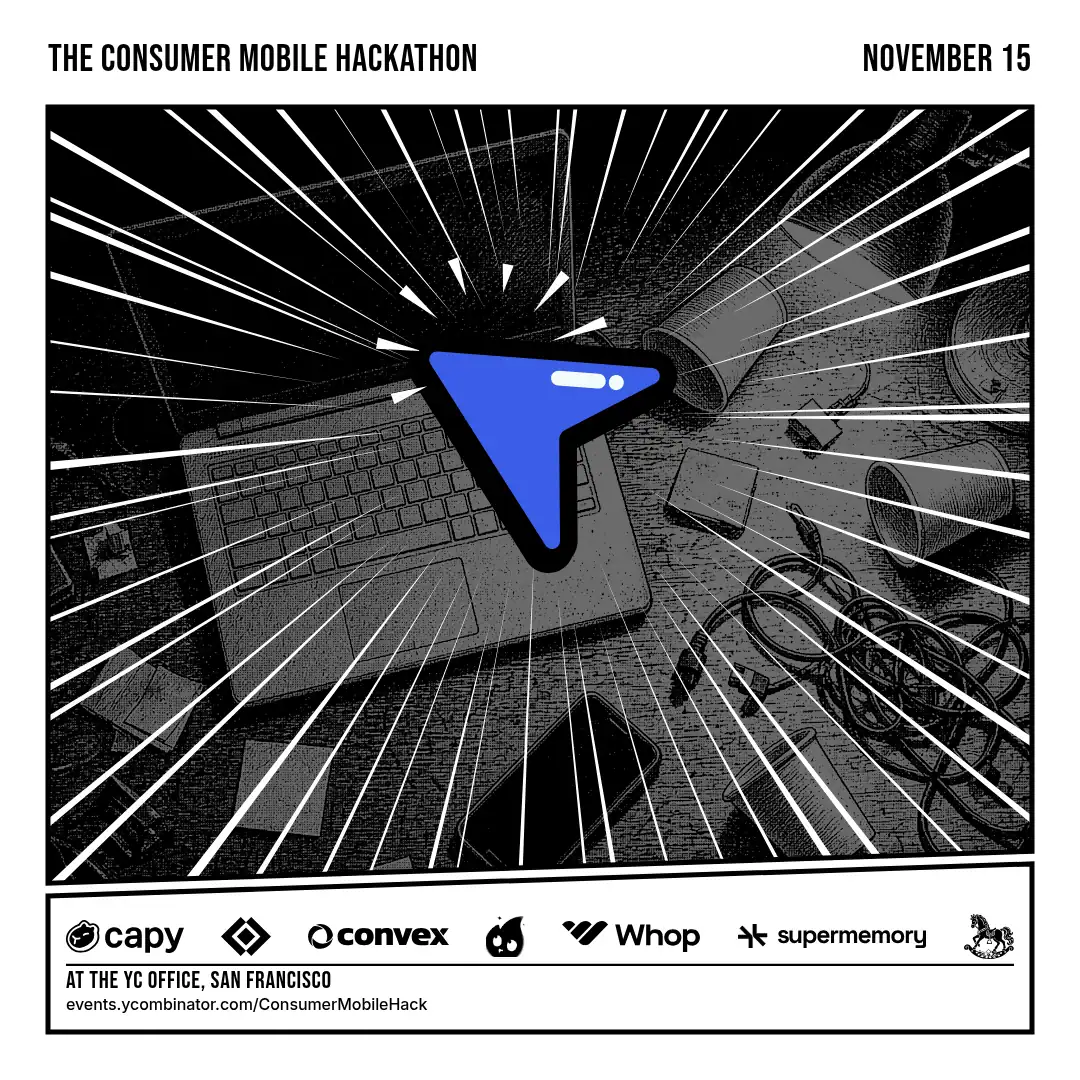 THE CONSUMER MOBILE HACKATHON
NOVEMBER 15
capy
convex
Whop
supermemory
AT THE YC OFFICE, SAN FRANCISCO
events.ycombinator.com/ConsumerMobileHack